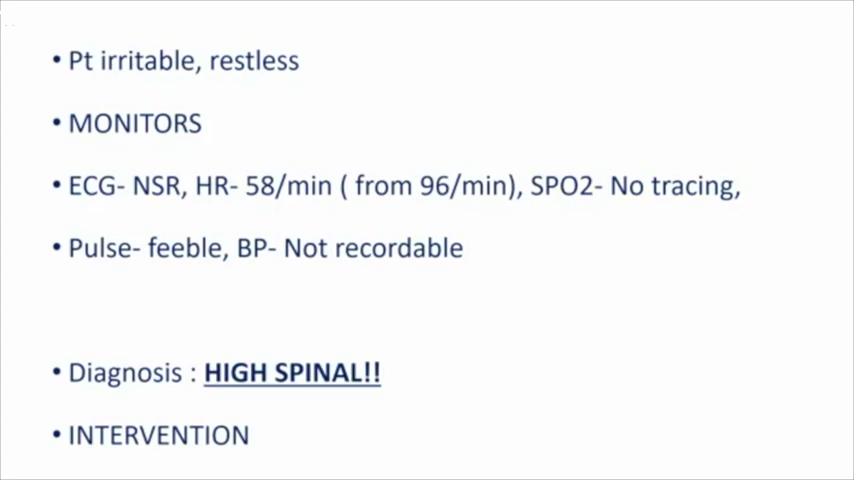 • Pt irritable, restless
• MONITORS
• ECG- NSR, HR- 58/min ( from 96/min), SPO2- No tracing,
• Pulse- feeble, BP- Not recordable
• Diagnosis : HIGH SPINAL!!
• INTERVENTION